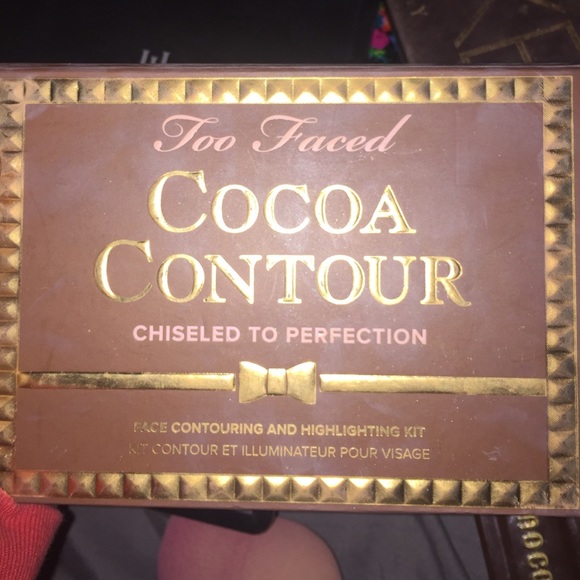 Too Faced
COCOA
CONTOUR
CHISELED TO PERFECTION
FACE CONTOURING AND HIGHLIGHTING KIT
KIT CONTOUR ET ILLUMINATEUR POUR VISAGE